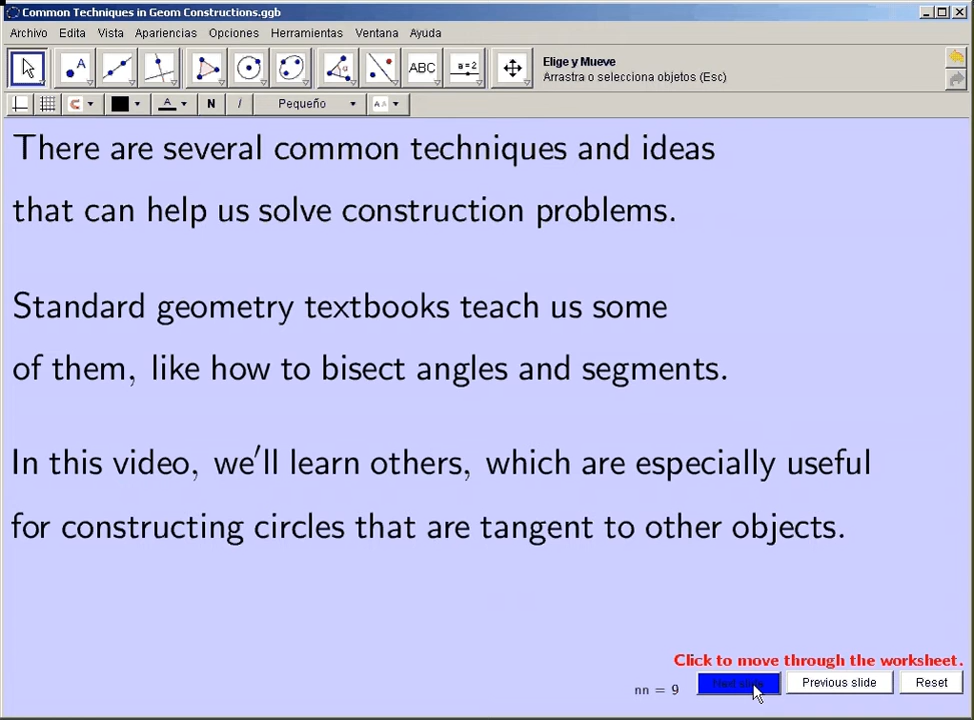 Common Techniques in Geom Constructions.ggb
Archivo Edita Vista Apariencias Opciones Herramientas Ventana Ayuda
A ABC a=2 Elige y Mueve
Arrastra o selecciona objetos (Esc)
A N I Pequeño
There are several common techniques and ideas
that can help us solve construction problems.
Standard geometry textbooks teach us some
of them, like how to bisect angles and segments.
In this video, we'll learn others, which are especially useful
for constructing circles that are tangent to other objects.
Click to move through the worksheet.
nn = 9 Next slide Previous slide Reset